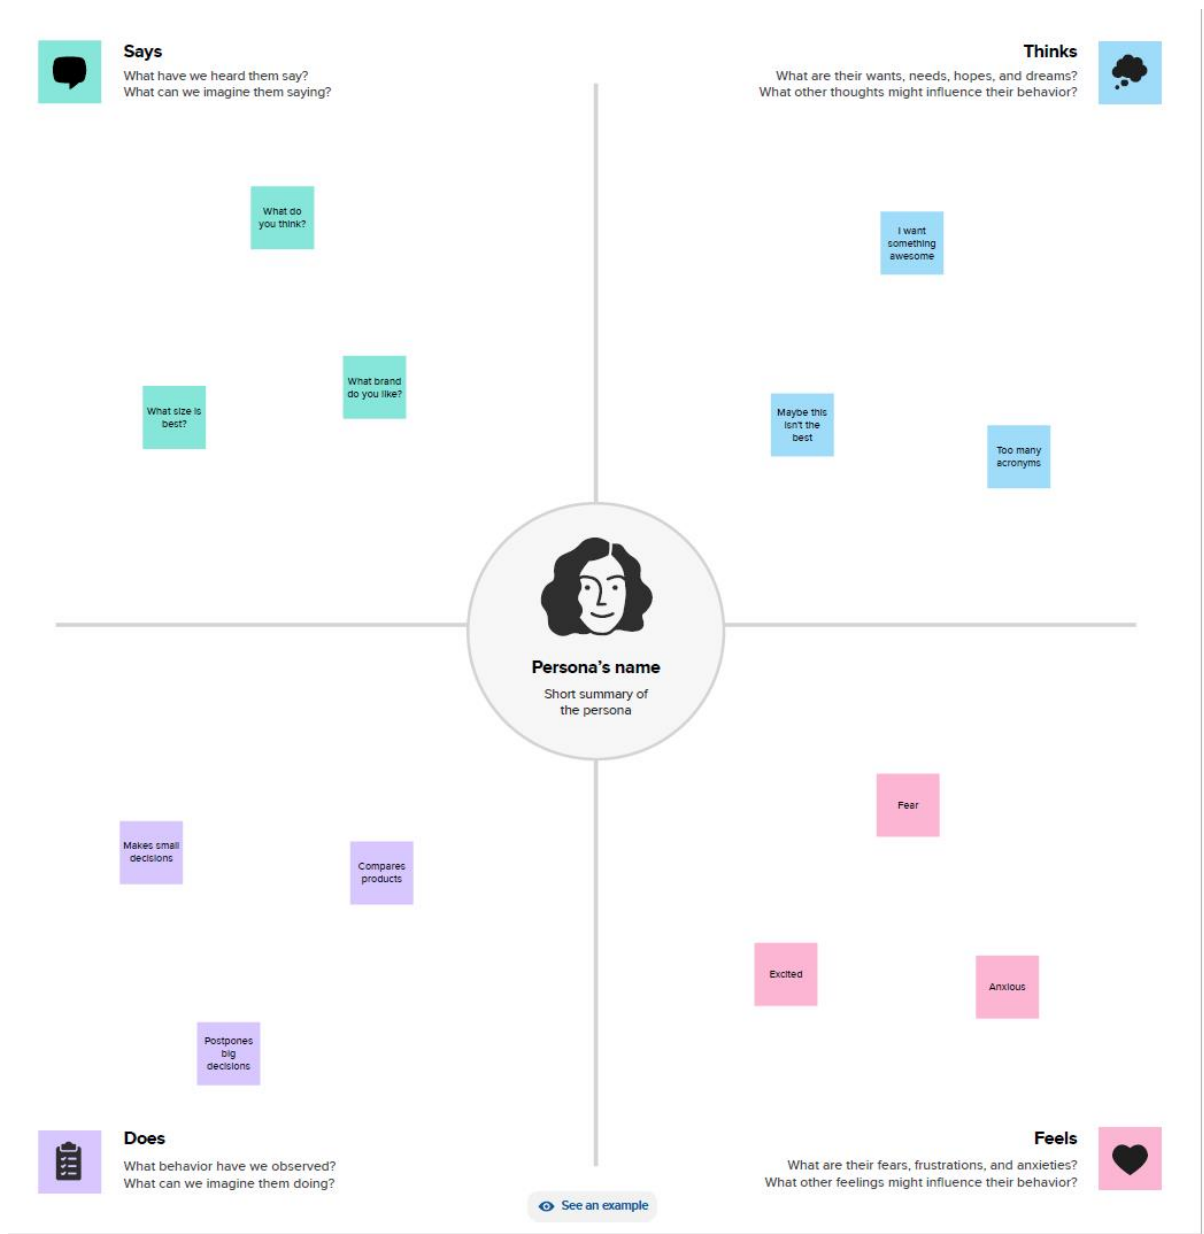 Says
What have we heard them say?
What can we imagine them saying?
Thinks
What are their wants, needs, hopes, and dreams?
What other thoughts might influence their behavior?
What do
you think?
What brand
do you like?
What size is
best?
I want
something
awesome
Maybe this
isn't the
best
Too many
acronyms
Persona's name
Short summary of
the persona
Makes small
decisions
Compares
products
Postpones
big
decisions
Fear
Excited
Anxious
Does
What behavior have we observed?
What can we imagine them doing?
Feels
What are their fears, frustrations, and anxieties?
What other feelings might influence their behavior?
See an example